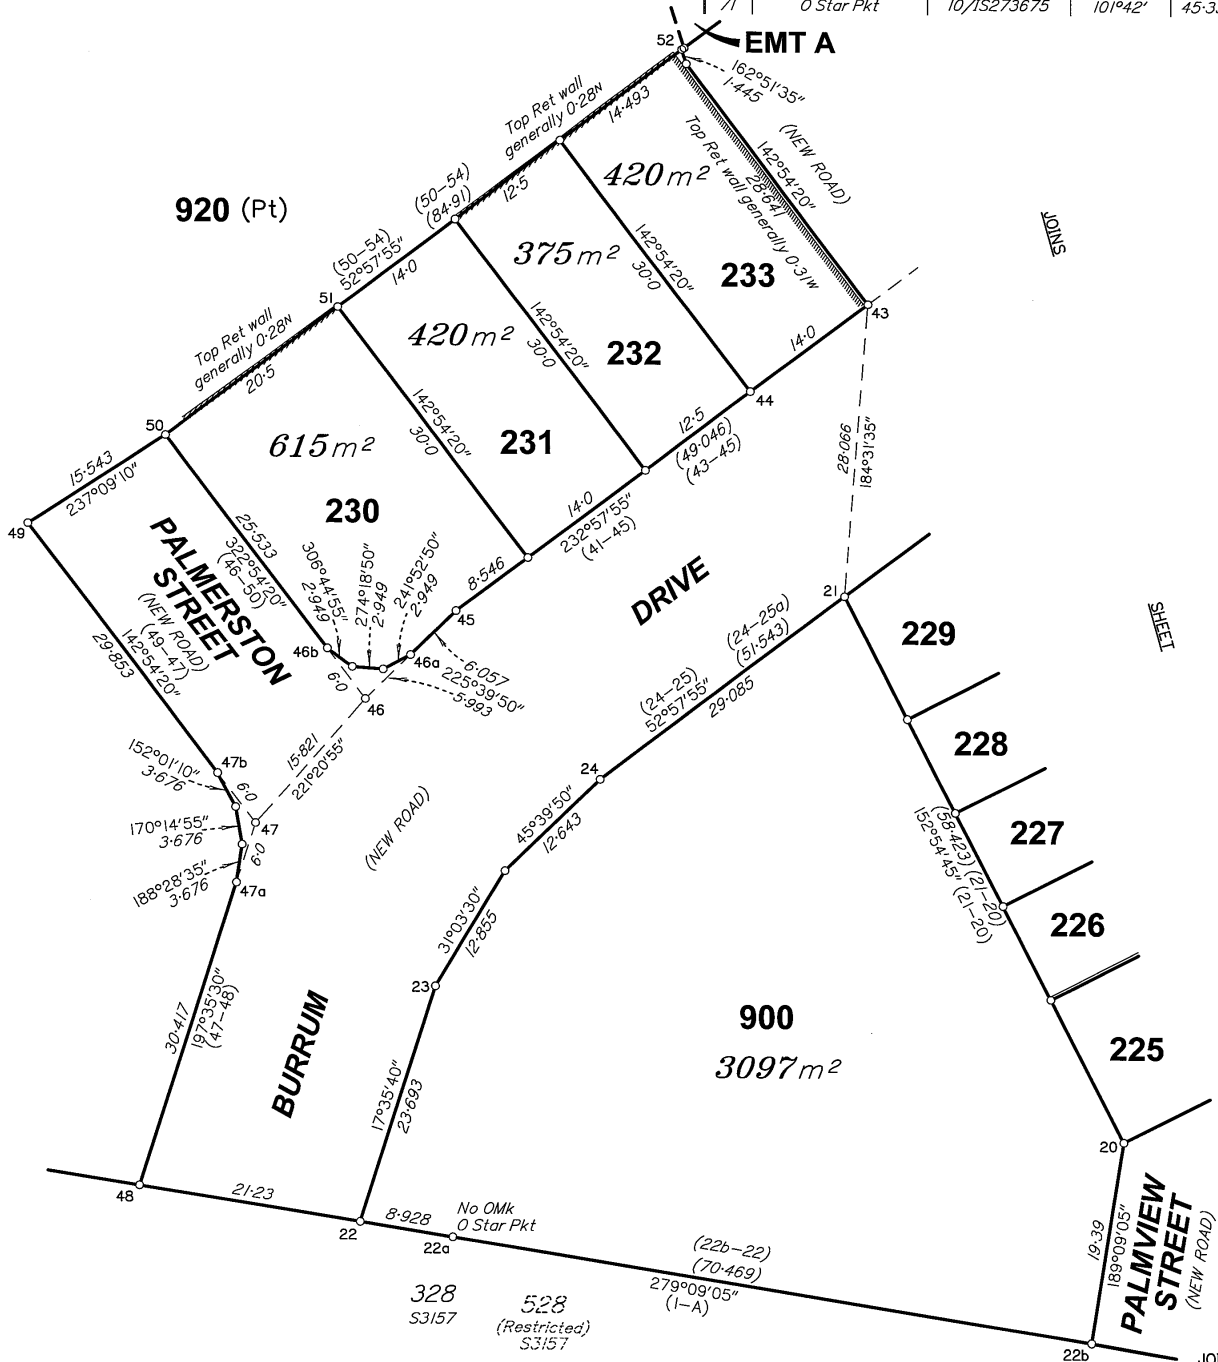 71 O Star Pkt 10/IS273675 101°42'
52
EMT A
162°51'35"
1·445
Top Ret wall
generally 0·28N
14·493
(NEW ROAD)
142°54'20"
28·641
Top Ret wall generally 0·31W
420m²
920 (Pt)
(50–54)
(84·91)
12·5
JOINS
(50–54)
52°57'55"
14·0
375m²
142°54'20"
30·0
233
51
43
Top Ret wall
generally 0·28N
20·5
420m²
142°54'20"
30·0
232
14·0
44
12·5
(49·046)
(43–45)
50
615m²
142°54'20"
30·0
231
15·543
237°09'10"
28·066
184°31'35"
49
230
14·0
232°57'55"
(41–45)
PALMERSTON
STREET
(NEW ROAD)
25·533
322°54'20"
(46–50)
306°44'55"
2·949
274°18'50"
2·949
241°52'50"
2·949
8·546
45
DRIVE
21
229
SHEET
(49–47)
142°54'20"
29·853
46b
46a
6·0
46
6·057
225°39'50"
5·993
(24–25a)
(51·543)
(24–25)
52°57'55"
29·085
228
15·821
221°20'55"
152°01'10"
3·676
47b
6·0
24
170°14'55"
3·676
47
6·0
45°39'50"
12·643
(NEW ROAD)
227
(58·423) (21–20)
152°54'45" (21–20)
188°28'35"
3·676
47a
226
31°03'30"
12·855
23
30·417
197°35'30"
(47–48)
BURRUM
900
3097m²
225
17°35'40"
23·693
20
48
21·23
22
8·928
No OMk
O Star Pkt
22a
(22b–22)
(70·469)
279°09'05"
(1–A)
19·39
189°09'05"
PALMVIEW
STREET
(NEW ROAD)
328
S3157
528
(Restricted)
S3157
22b